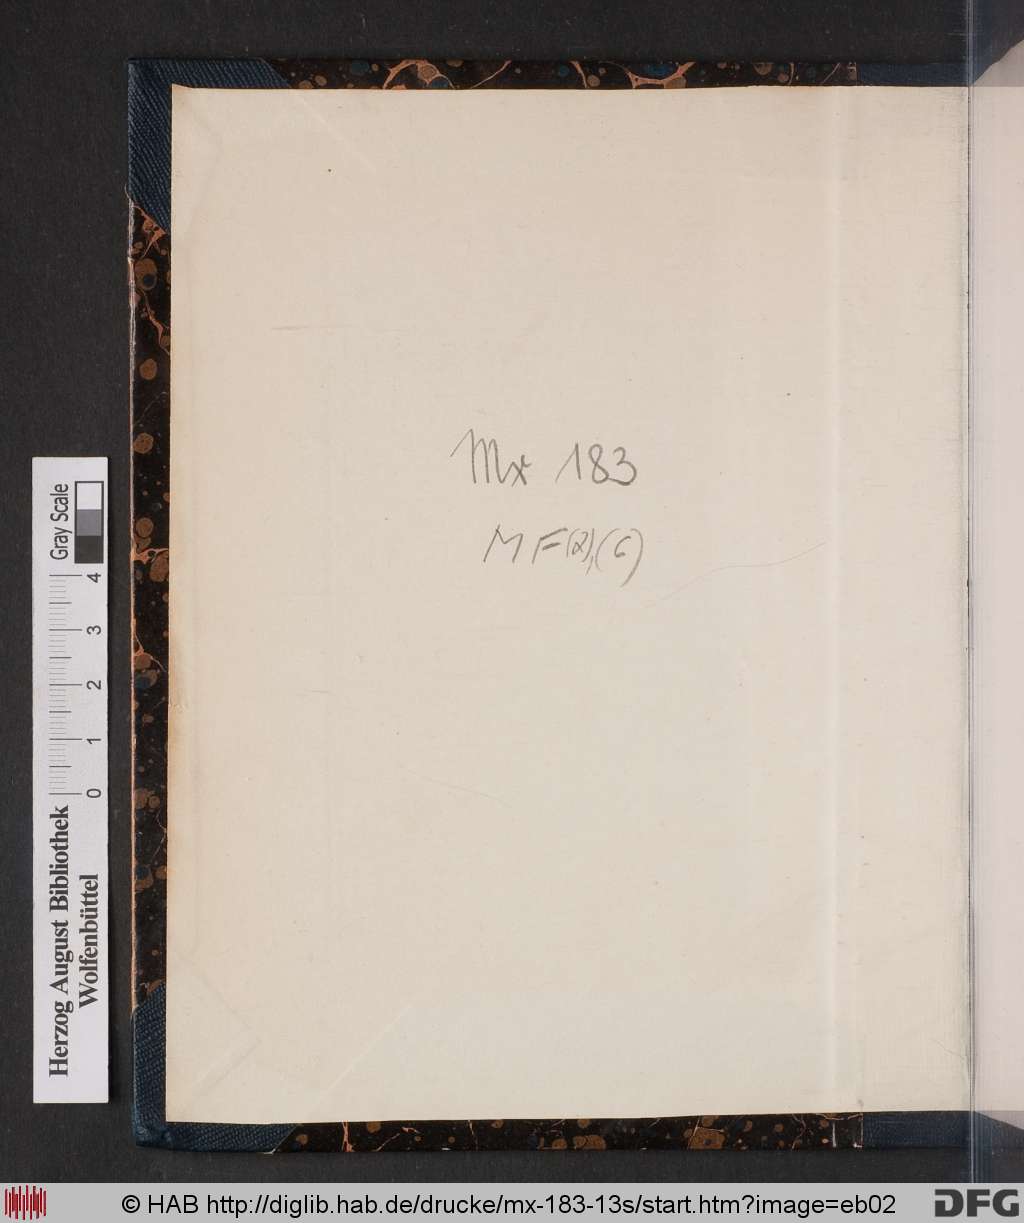 Mx 183
MF(2),(6)
Gray Scale
4
3
2
1
0
Herzog August Bibliothek
Wolfenbüttel
© HAB http://diglib.hab.de/drucke/mx-183-13s/start.htm?image=eb02
DFG